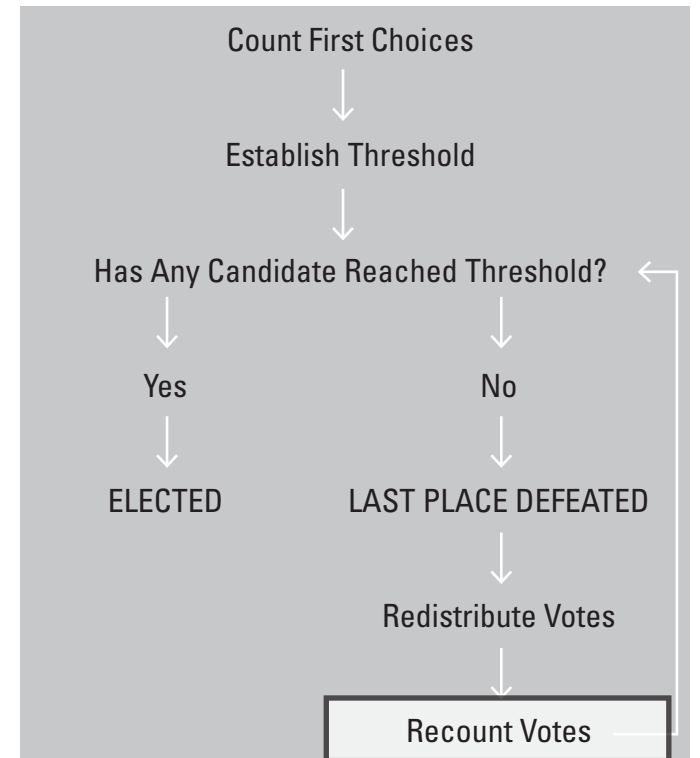 Count First Choices
Establish Threshold
Has Any Candidate Reached Threshold?
Yes
No
ELECTED
LAST PLACE DEFEATED
Redistribute Votes
Recount Votes